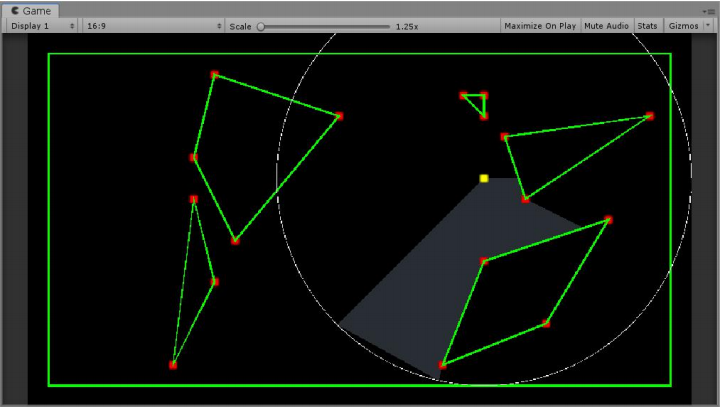 Game
Display 1 16:9 Scale 1.25x Maximize On Play Mute Audio Stats Gizmos